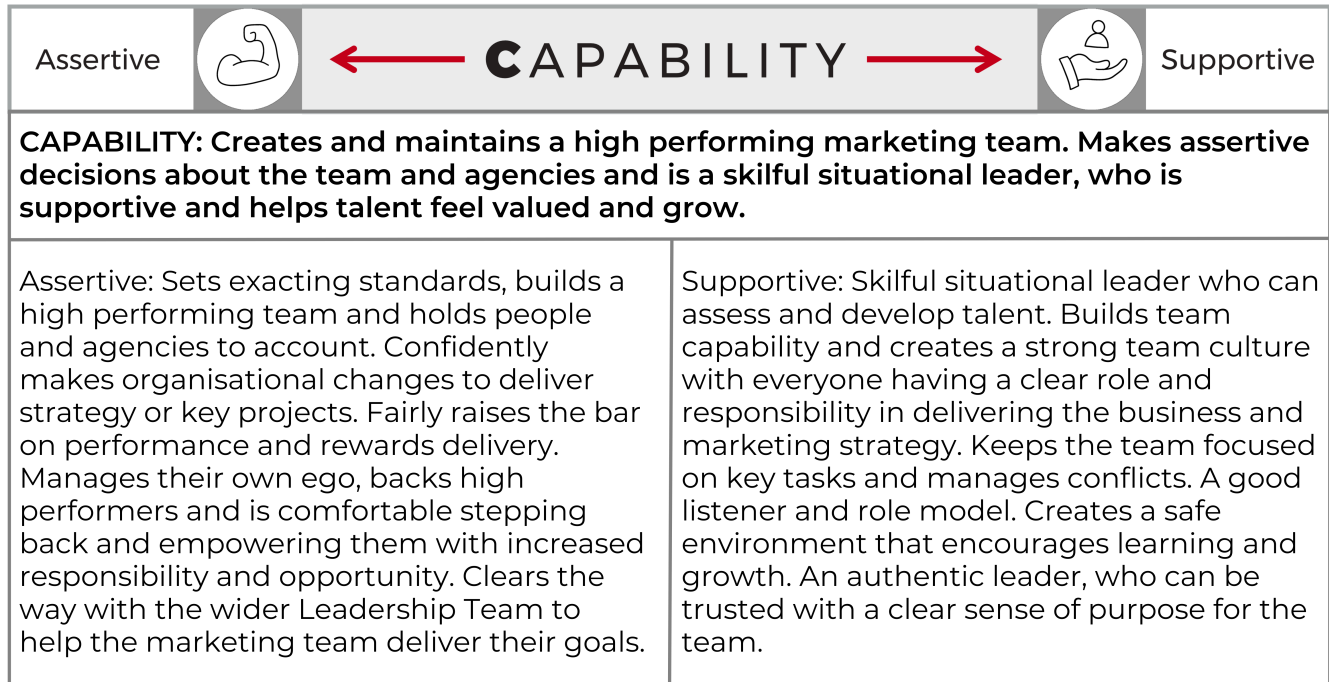 Assertive
CAPABILITY
Supportive
CAPABILITY: Creates and maintains a high performing marketing team. Makes assertive
decisions about the team and agencies and is a skilful situational leader, who is
supportive and helps talent feel valued and grow.
Assertive: Sets exacting standards, builds a
high performing team and holds people
and agencies to account. Confidently
makes organisational changes to deliver
strategy or key projects. Fairly raises the bar
on performance and rewards delivery.
Manages their own ego, backs high
performers and is comfortable stepping
back and empowering them with increased
responsibility and opportunity. Clears the
way with the wider Leadership Team to
help the marketing team deliver their goals.
Supportive: Skilful situational leader who can
assess and develop talent. Builds team
capability and creates a strong team culture
with everyone having a clear role and
responsibility in delivering the business and
marketing strategy. Keeps the team focused
on key tasks and manages conflicts. A good
listener and role model. Creates a safe
environment that encourages learning and
growth. An authentic leader, who can be
trusted with a clear sense of purpose for the
team.